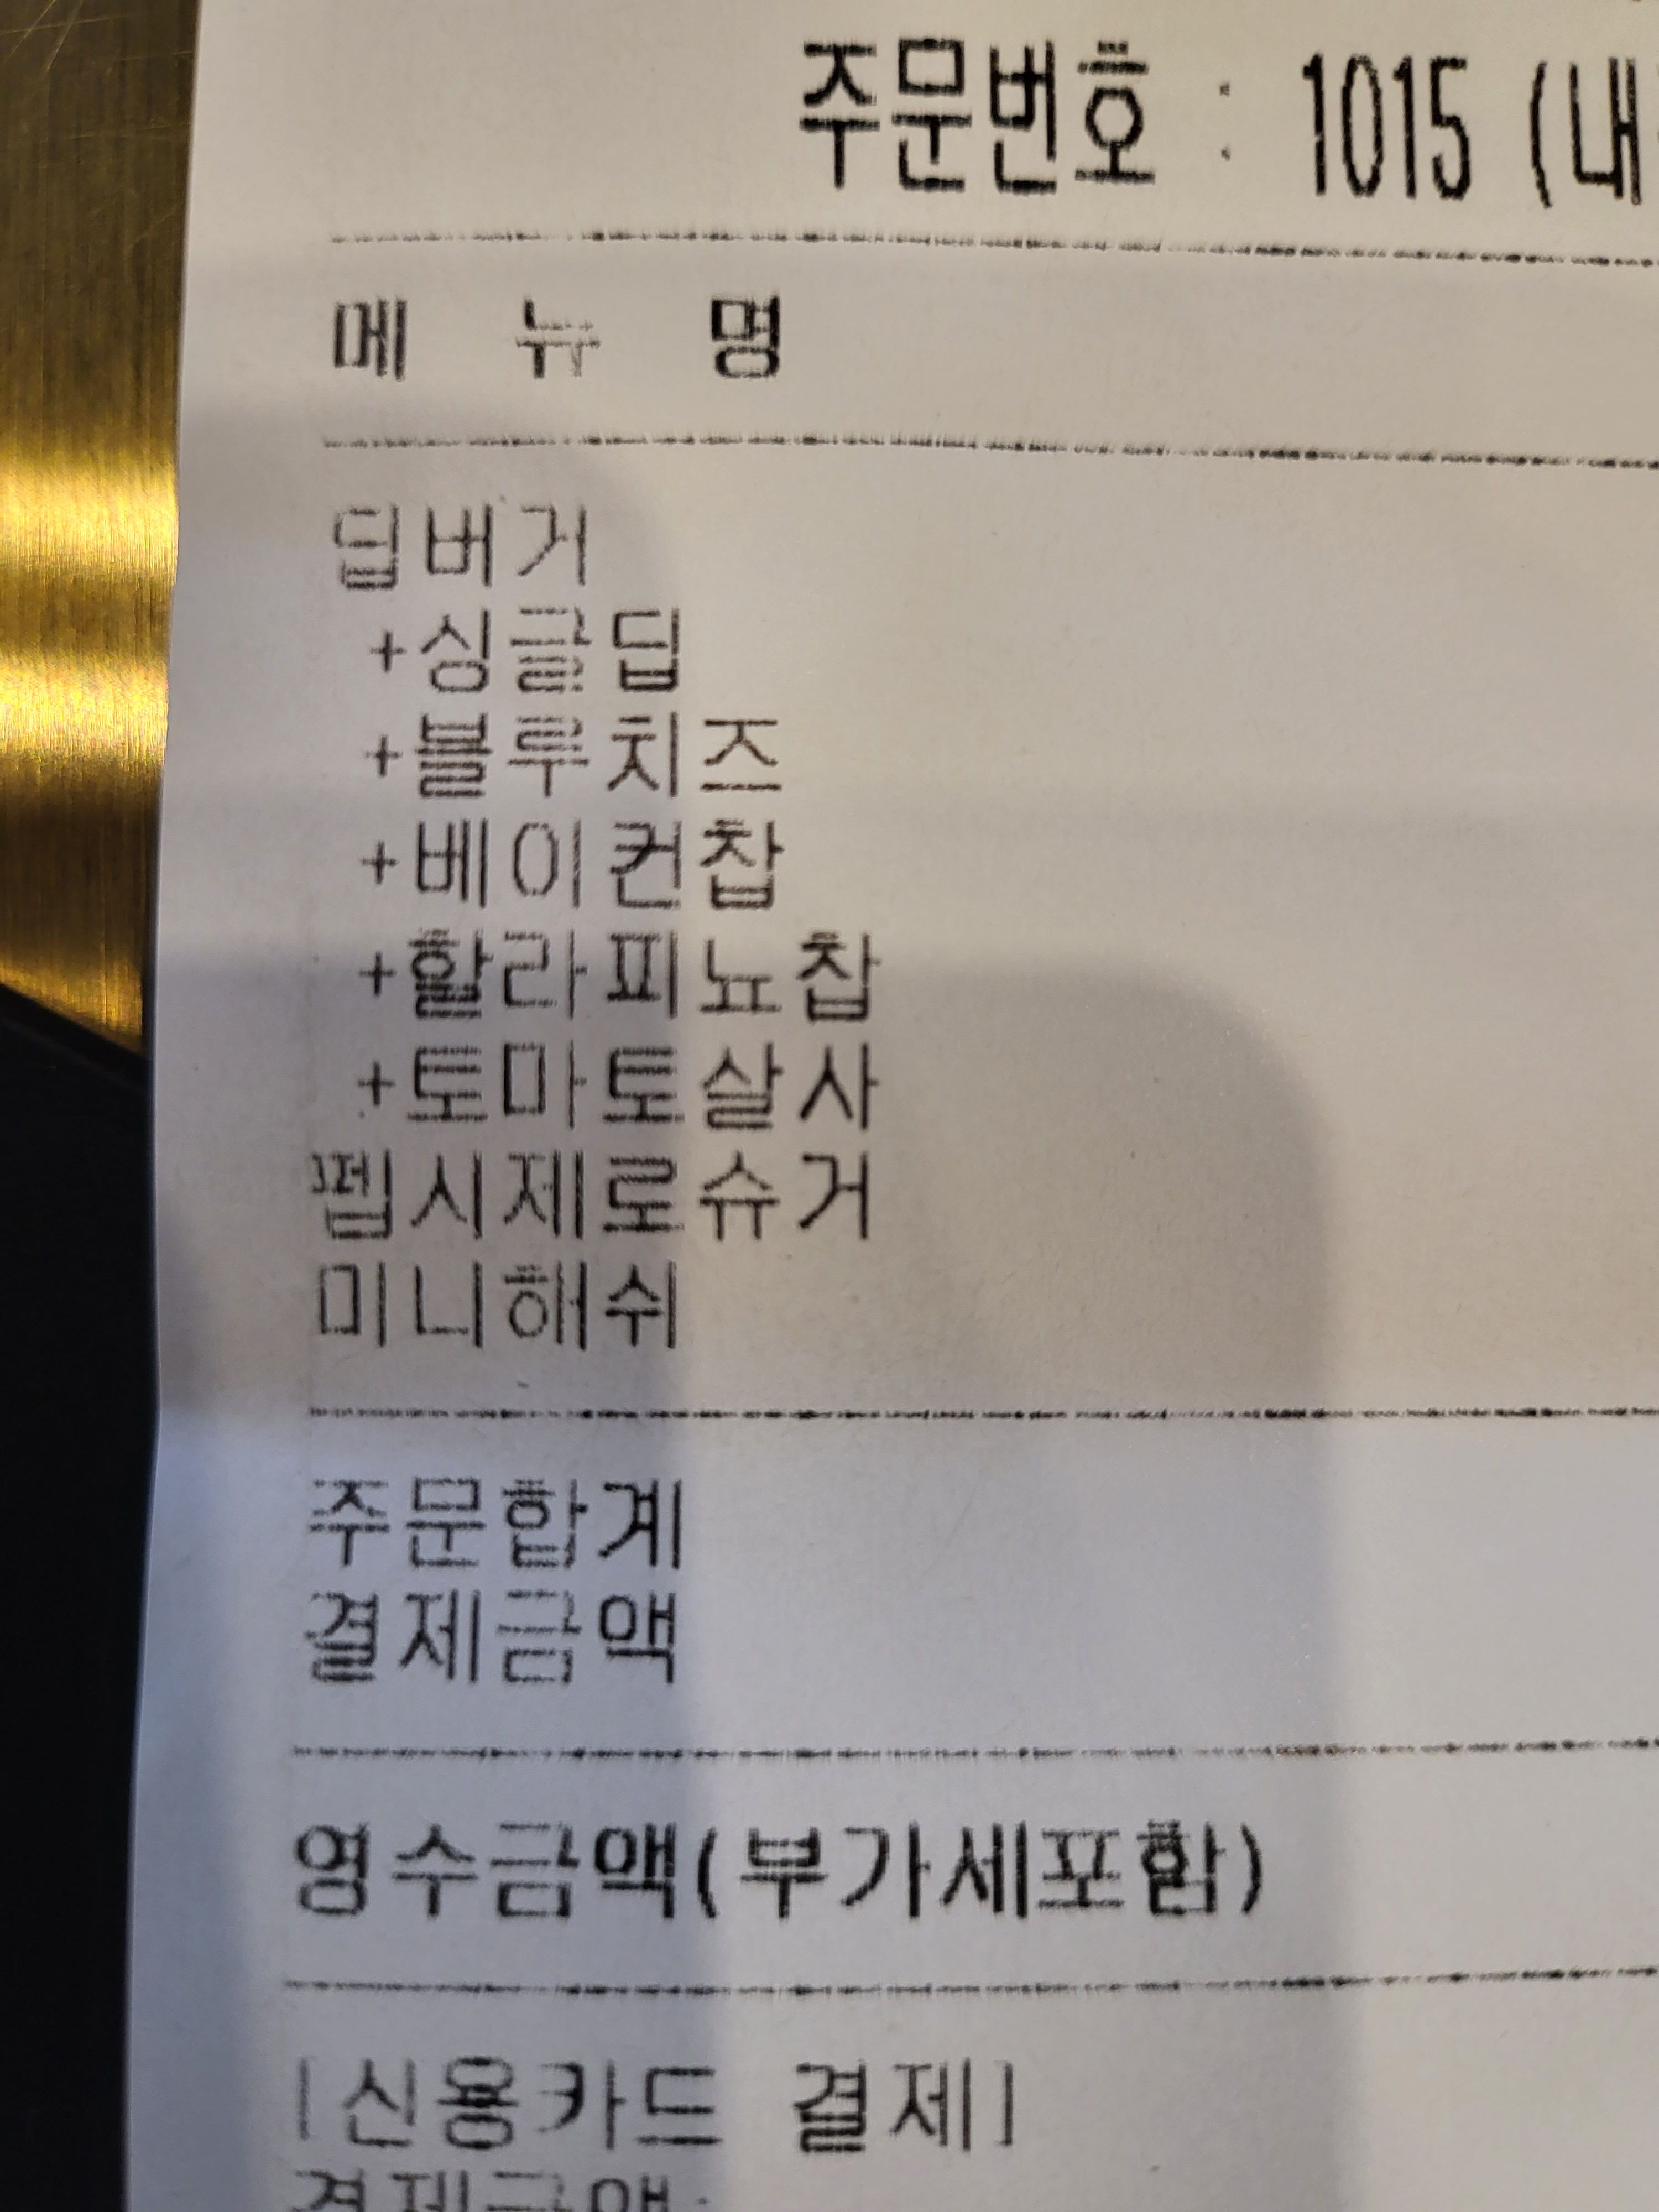 주문번호 : 1015 (내
메 뉴 명
딥버거
+싱글딥
+블루치즈
+베이컨찹
+할라피뇨찹
+토마토살사
펩시제로슈거
미니해쉬
주문합계
결제금액
영수금액(부가세포함)
[신용카드 결제]
결제금액: